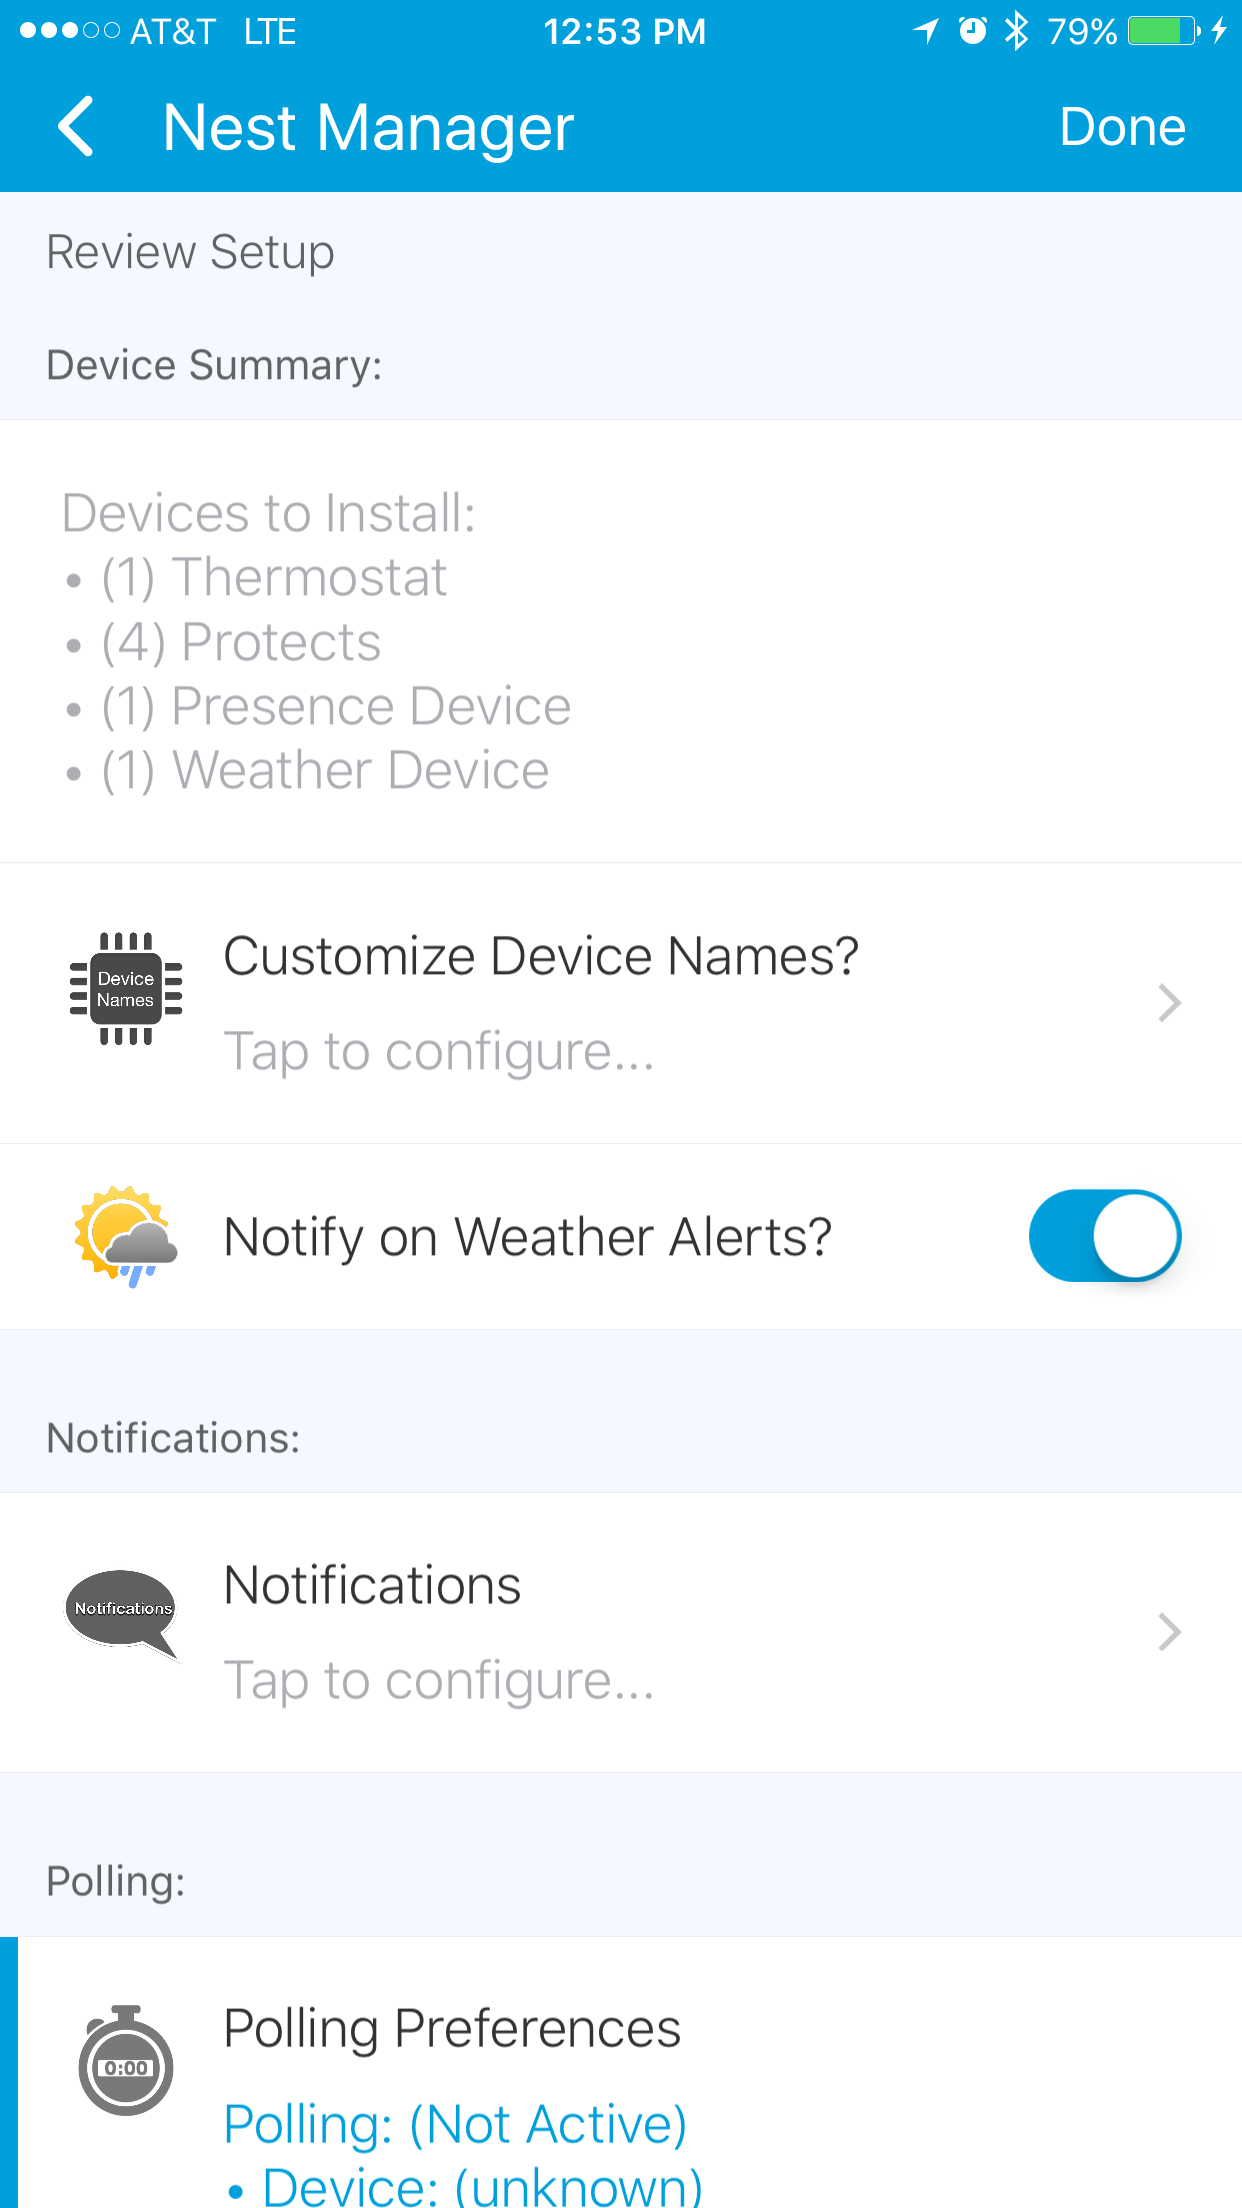 AT&T LTE 12:53 PM 79%
Nest Manager Done
Review Setup
Device Summary:
Devices to Install:
• (1) Thermostat
• (4) Protects
• (1) Presence Device
• (1) Weather Device
Device
Names
Customize Device Names?
Tap to configure...
Notify on Weather Alerts?
Notifications:
Notifications
Notifications
Tap to configure...
Polling:
0:00
Polling Preferences
Polling: (Not Active)
• Device: (unknown)